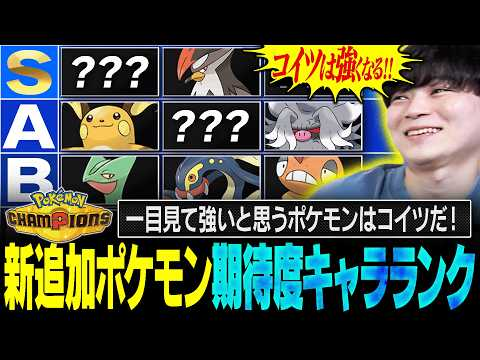 S
???
コイツは強くなる!!
A
???
B
Pokémon
CHAMPIONS
一目見て強いと思うポケモンはコイツだ!
新追加ポケモン期待度キャラランク